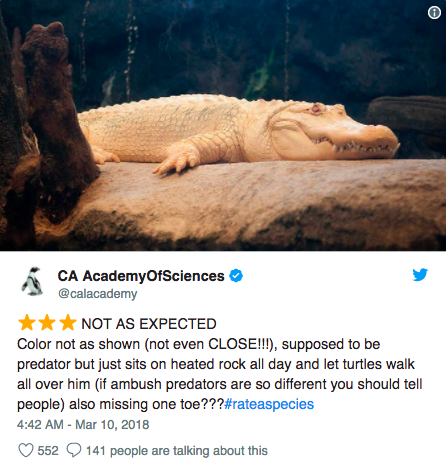 CA AcademyOfSciences
@calacademy
⭐⭐⭐ NOT AS EXPECTED
Color not as shown (not even CLOSE!!!), supposed to be
predator but just sits on heated rock all day and let turtles walk
all over him (if ambush predators are so different you should tell
people) also missing one toe???#rateaspecies
4:42 AM - Mar 10, 2018
552 141 people are talking about this